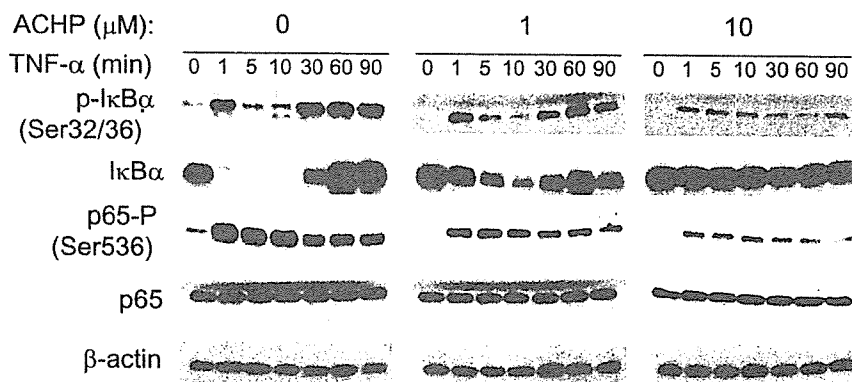 ACHP (μM): 0 1 10
TNF-α (min) 0 1 5 10 30 60 90 0 1 5 10 30 60 90 0 1 5 10 30 60 90
p-IκBα
(Ser32/36)
IκBα
p65-P
(Ser536)
p65
β-actin